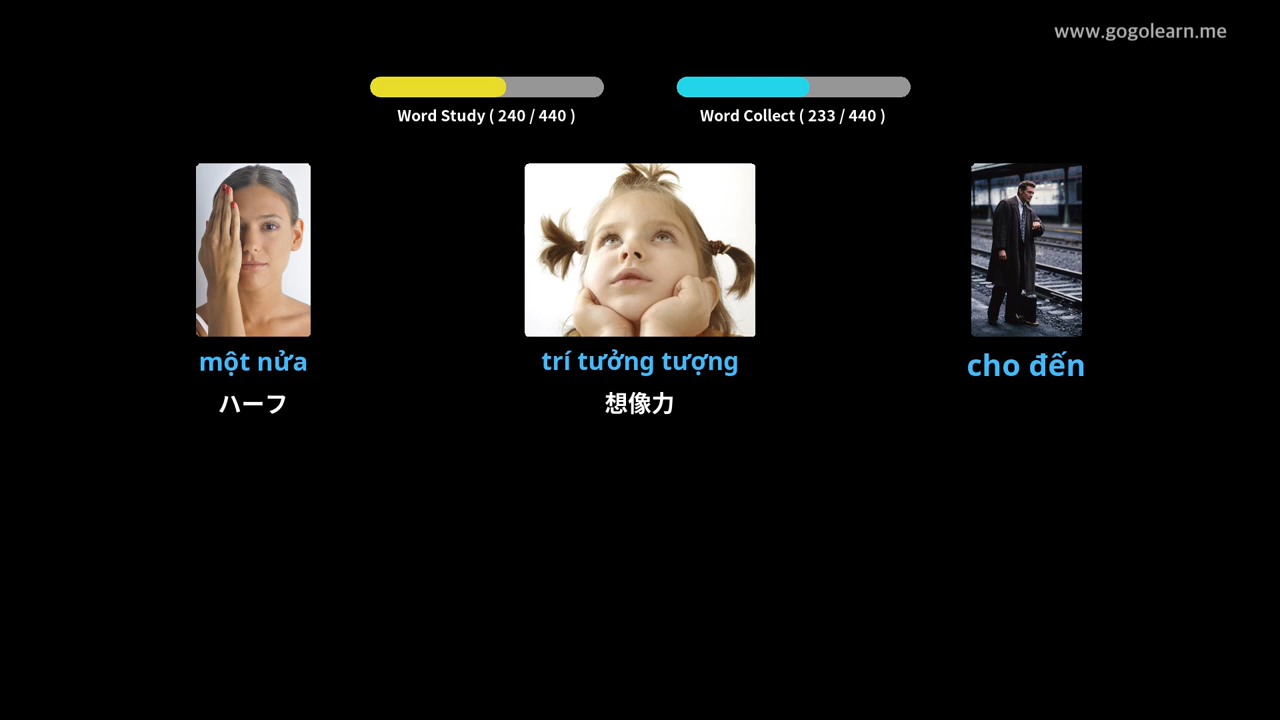 www.gogolearn.me
Word Study ( 240 / 440 )
Word Collect ( 233 / 440 )
một nửa
trí tưởng tượng
cho đến
ハーフ
想像力